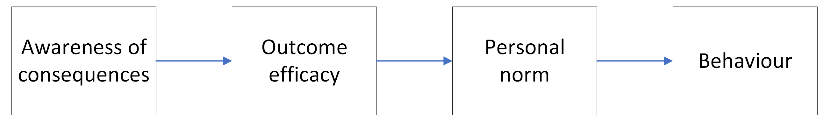 Awareness of
consequences
Outcome
efficacy
Personal
norm
Behaviour